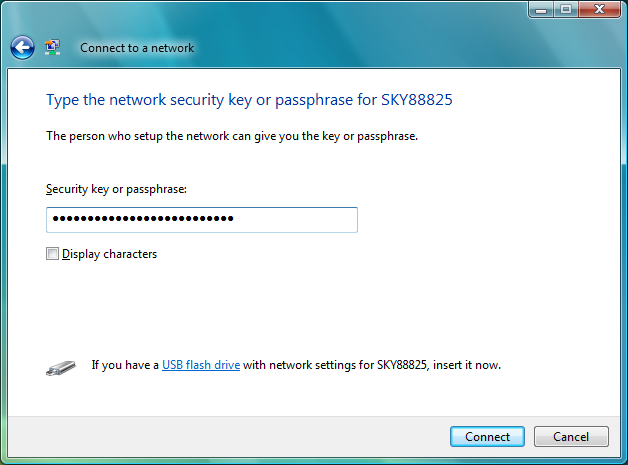 Connect to a network
Type the network security key or passphrase for SKY88825
The person who setup the network can give you the key or passphrase.
Security key or passphrase:
••••••••••••••••••••••••••
Display characters
If you have a USB flash drive with network settings for SKY88825, insert it now.
Connect Cancel